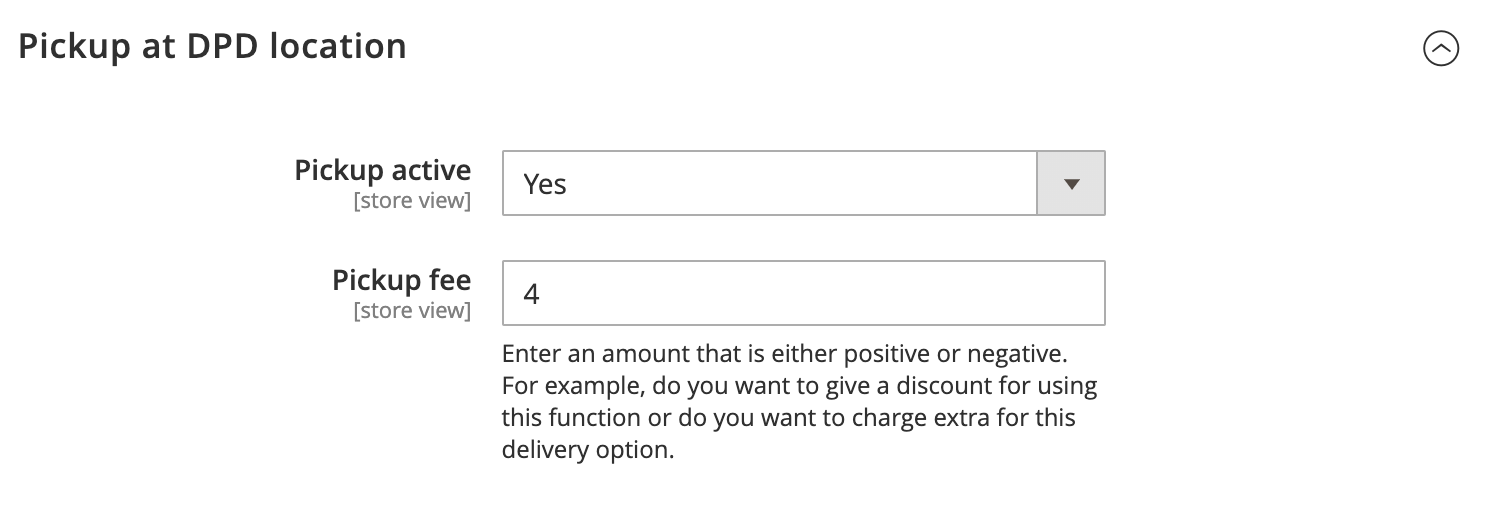 Pickup at DPD location
Pickup active
[store view]
Yes
Pickup fee
[store view]
4
Enter an amount that is either positive or negative.
For example, do you want to give a discount for using
this function or do you want to charge extra for this
delivery option.